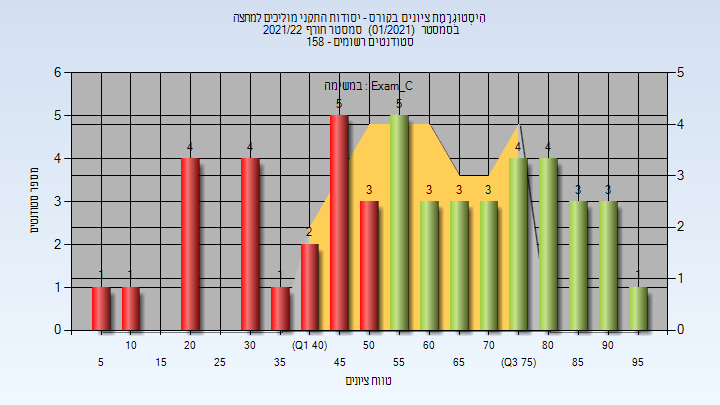 היסטוגרמת ציונים בקורס - יסודות התקני מוליכים למחצה
בסמסטר (01/2021) סמסטר חורף 2021/22
סטודנטים רשומים - 158
במשימה : Exam_C
מספר סטודנטים
6 5 4 3 2 1 0
5 4 3 2 1 0
1 1 4 4 1 2 5 3 5 3 3 3 4 4 3 3 1
10 20 30 (Q1 40) 50 60 70 80 90
5 15 25 35 45 55 65 (Q3 75) 85 95
טווח ציונים